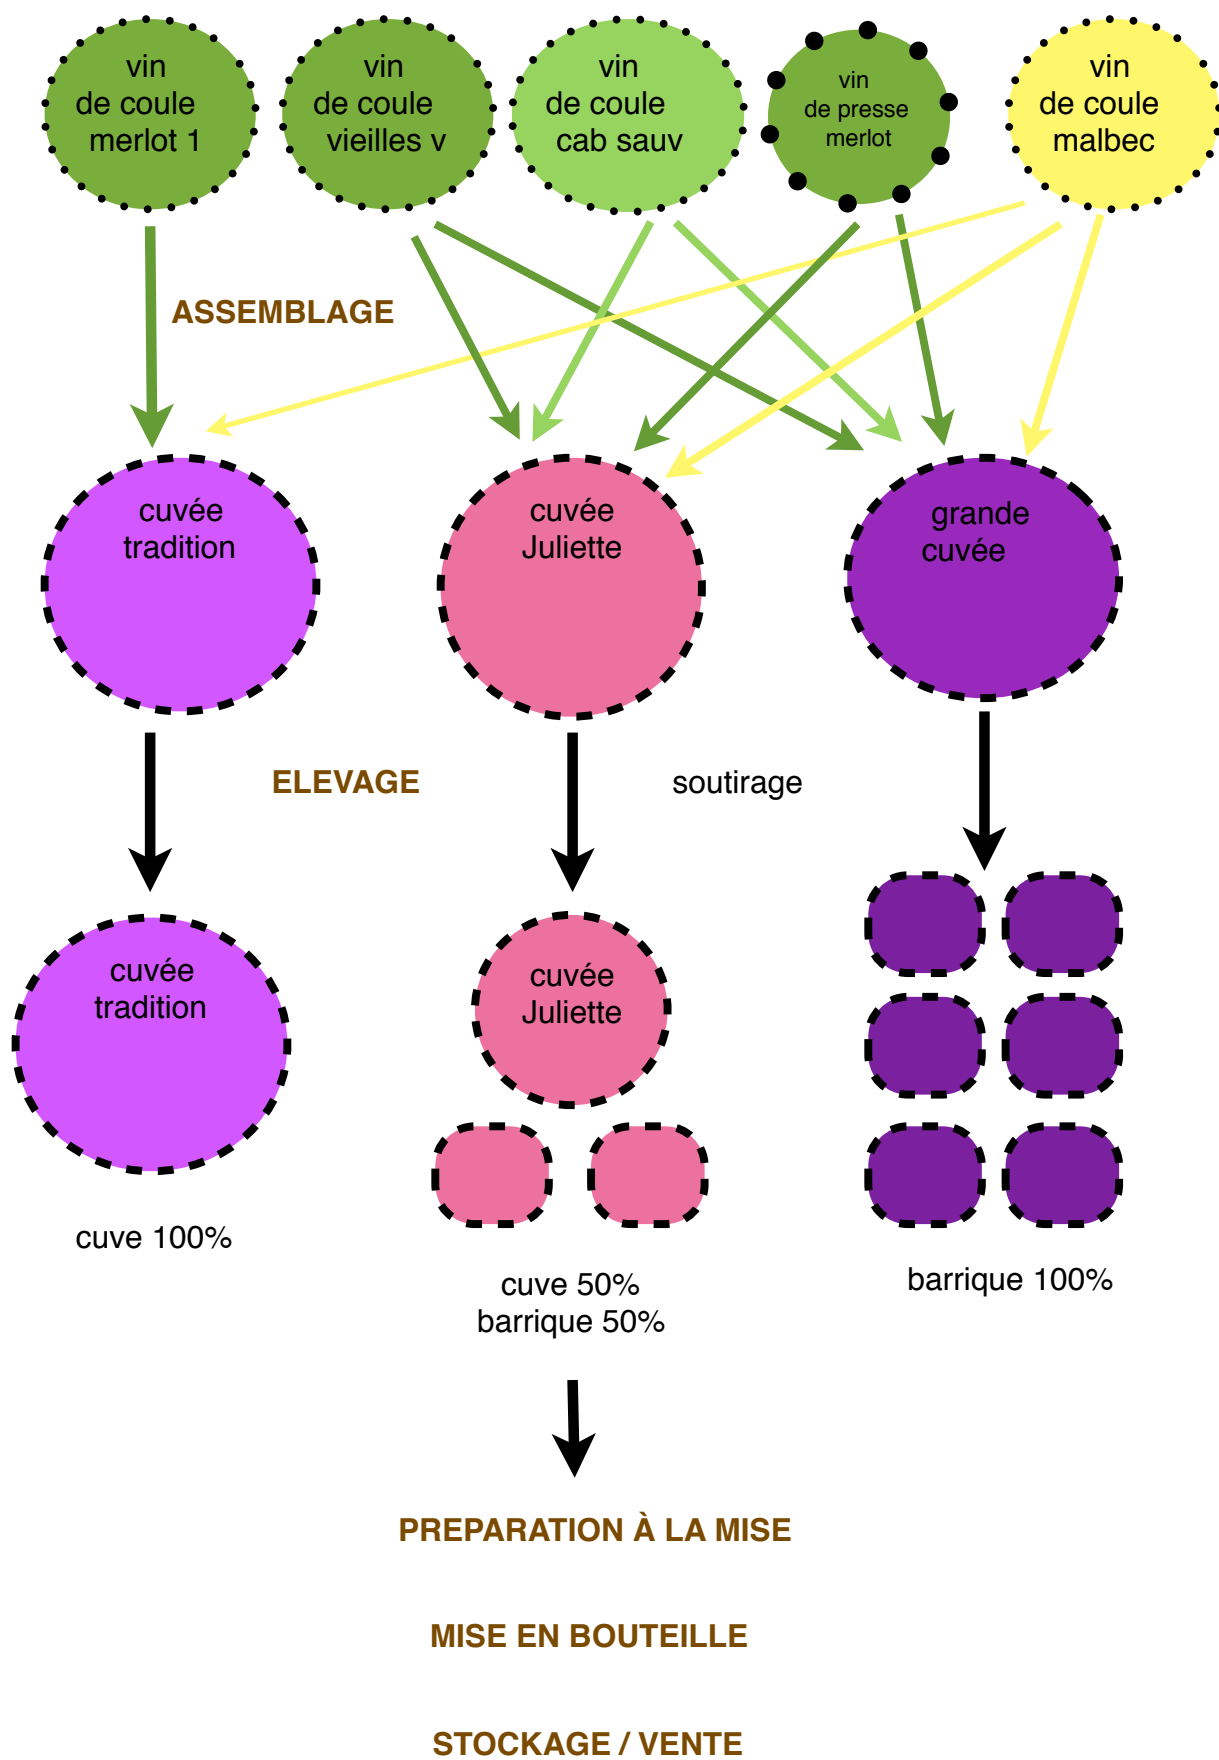 vin
de coule
merlot 1
vin
de coule
vieilles v
vin
de coule
cab sauv
vin
de presse
merlot
vin
de coule
malbec
ASSEMBLAGE
cuvée
tradition
cuvée
Juliette
grande
cuvée
ELEVAGE
soutirage
cuvée
tradition
cuvée
Juliette
cuve 100%
cuve 50%
barrique 50%
barrique 100%
PREPARATION À LA MISE
MISE EN BOUTEILLE
STOCKAGE / VENTE